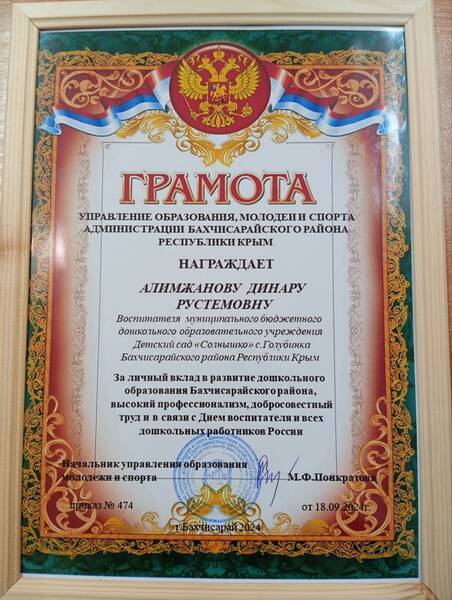 ГРАМОТА
УПРАВЛЕНИЕ ОБРАЗОВАНИЯ, МОЛОДЕЖИ И СПОРТА
АДМИНИСТРАЦИИ БАХЧИСАРАЙСКОГО РАЙОНА
РЕСПУБЛИКИ КРЫМ
НАГРАЖДАЕТ
АЛИМЖАНОВУ ДИНАРУ
РУСТЕМОВНУ
Воспитателя муниципального бюджетного
дошкольного образовательного учреждения
Детский сад «Солнышко» с.Голубинка
Бахчисарайского района Республики Крым
За личный вклад в развитие дошкольного
образования Бахчисарайского района,
высокий профессионализм, добросовестный
труд и в связи с Днем воспитателя и всех
дошкольных работников России
Начальник управления образования
молодежи и спорта М.Ф.Понкратова
приказ № 474 от 18.09.2024г.
г.Бахчисарай 2024